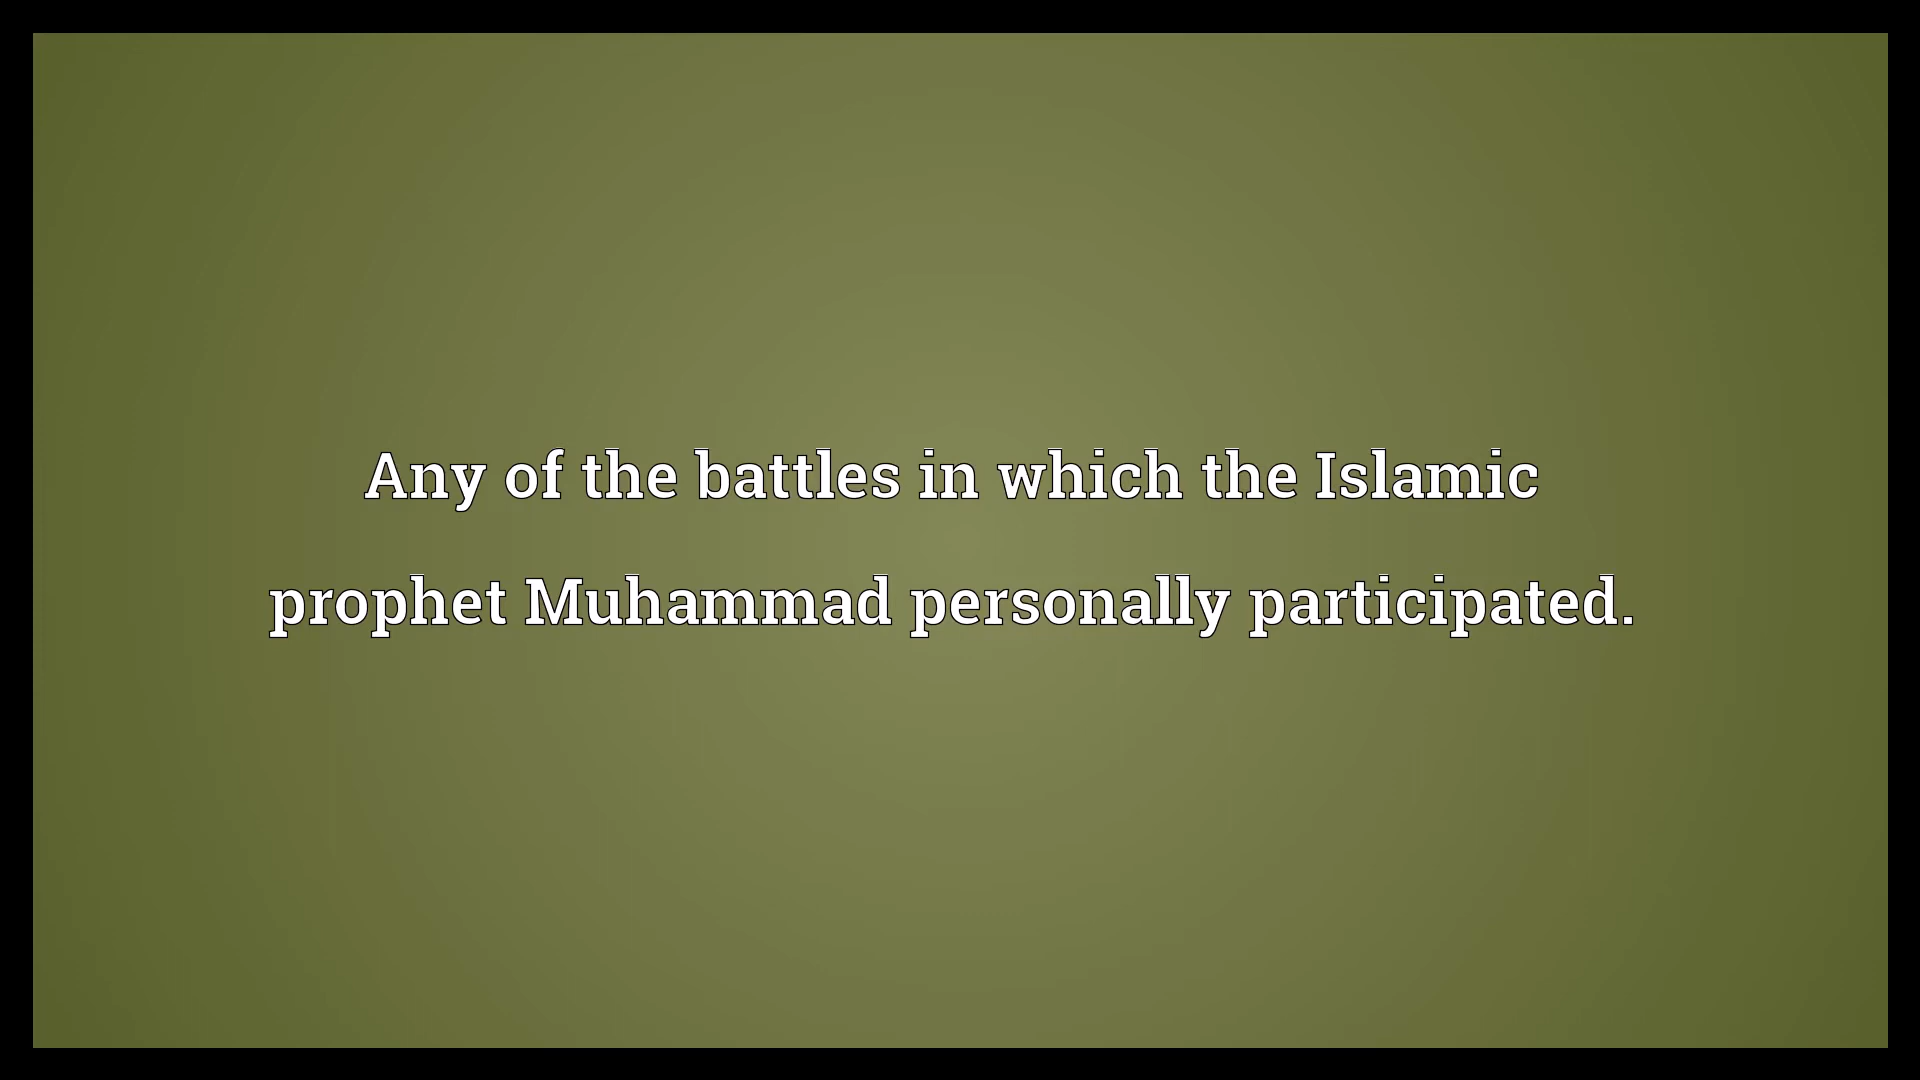 Any of the battles in which the Islamic
prophet Muhammad personally participated.